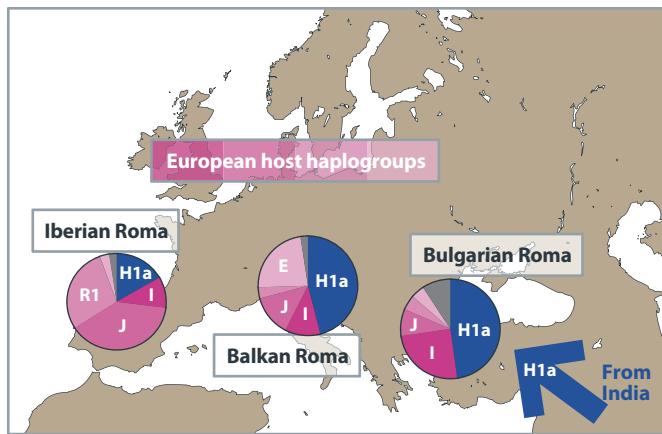 European host haplogroups
Iberian Roma
H1a
I
J
R1
E
H1a
J
I
Balkan Roma
Bulgarian Roma
J
H1a
I
H1a
From
India